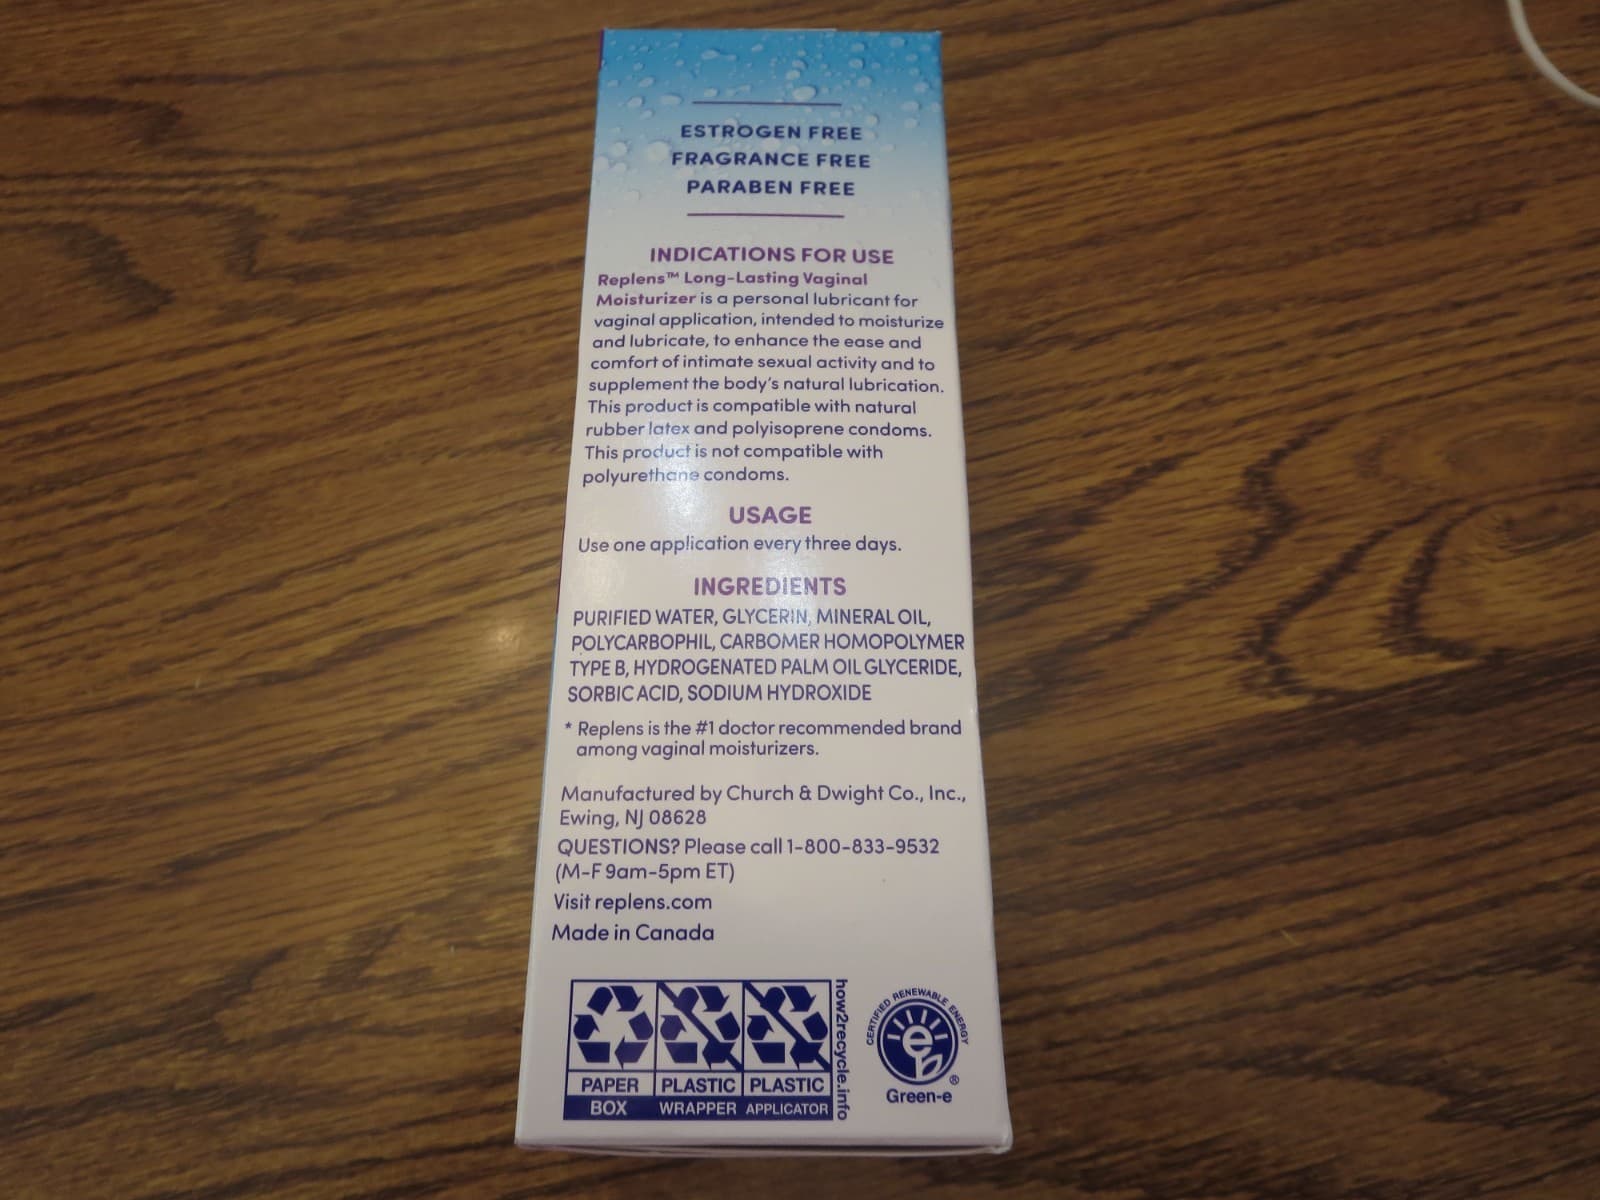 ESTROGEN FREE
FRAGRANCE FREE
PARABEN FREE
INDICATIONS FOR USE
Replens™ Long-Lasting Vaginal
Moisturizer is a personal lubricant for
vaginal application, intended to moisturize
and lubricate, to enhance the ease and
comfort of intimate sexual activity and to
supplement the body's natural lubrication.
This product is compatible with natural
rubber latex and polyisoprene condoms.
This product is not compatible with
polyurethane condoms.
USAGE
Use one application every three days.
INGREDIENTS
PURIFIED WATER, GLYCERIN, MINERAL OIL,
POLYCARBOPHIL, CARBOMER HOMOPOLYMER
TYPE B, HYDROGENATED PALM OIL GLYCERIDE,
SORBIC ACID, SODIUM HYDROXIDE
* Replens is the #1 doctor recommended brand
among vaginal moisturizers.
Manufactured by Church & Dwight Co., Inc.,
Ewing, NJ 08628
QUESTIONS? Please call 1-800-833-9532
(M-F 9am-5pm ET)
Visit replens.com
Made in Canada
PAPER PLASTIC PLASTIC
BOX WRAPPER APPLICATOR
how2recycle.info
CERTIFIED RENEWABLE ENERGY
e
®
Green-e